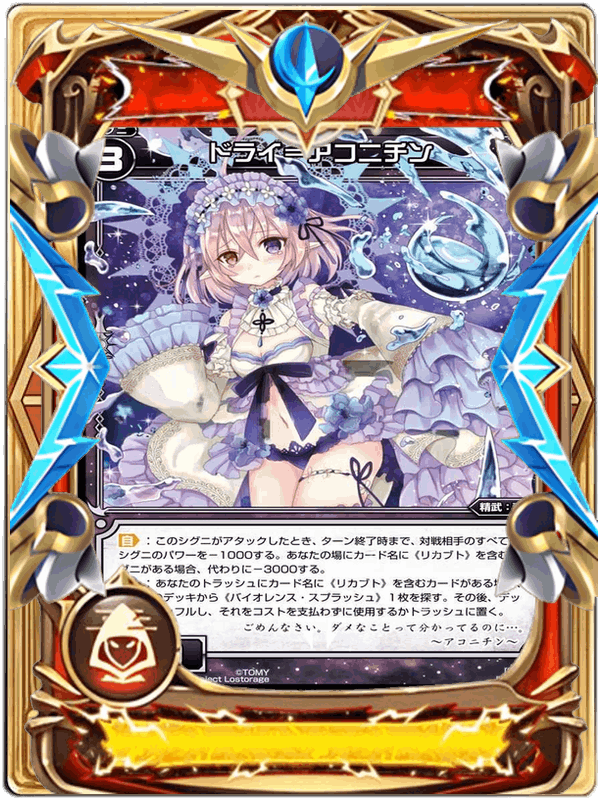 3
ドライ=アコニチン
精武:
自:このシグニがアタックしたとき、ターン終了時まで、対戦相手のすべて
シグニのパワーを-1000する。あなたの場にカード名に《リカブト》を含む
ニがある場合、代わりに-3000する。
:あなたのトラッシュにカード名に《リカブト》を含むカードがある
デッキから《バイオレンス・スプラッシュ》1枚を探す。その後、デッ
フルし、それをコストを支払わずに使用するかトラッシュに置く。
ごめんなさい。ダメなことって分かってるのに…。
~アコニチン~
©TOMY
ject Lostorage